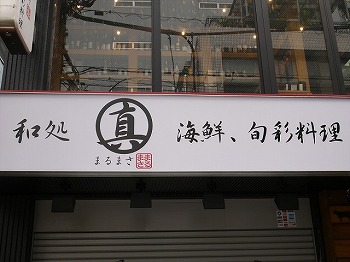 和処 真 海鮮、旬彩料理
まるまさ